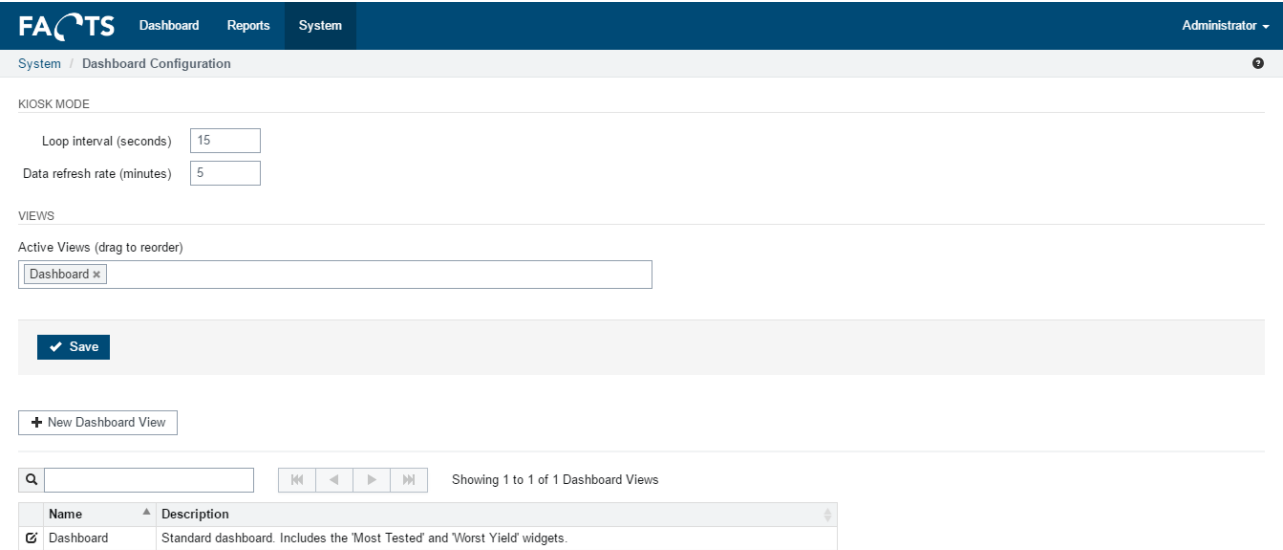 FACTS Dashboard Reports System Administrator
System / Dashboard Configuration
KIOSK MODE
Loop interval (seconds) 15
Data refresh rate (minutes) 5
VIEWS
Active Views (drag to reorder)
Dashboard ×
Save
+ New Dashboard View
Showing 1 to 1 of 1 Dashboard Views
Name Description
Dashboard Standard dashboard. Includes the 'Most Tested' and 'Worst Yield' widgets.